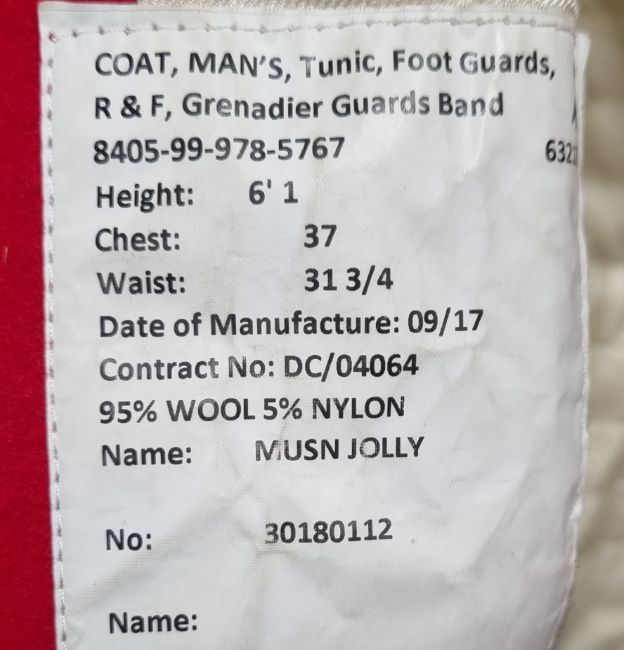 COAT, MAN'S, Tunic, Foot Guards,
R & F, Grenadier Guards Band
8405-99-978-5767
Height: 6' 1
Chest: 37
Waist: 31 3/4
Date of Manufacture: 09/17
Contract No: DC/04064
95% WOOL 5% NYLON
Name: MUSN JOLLY
No: 30180112
Name: